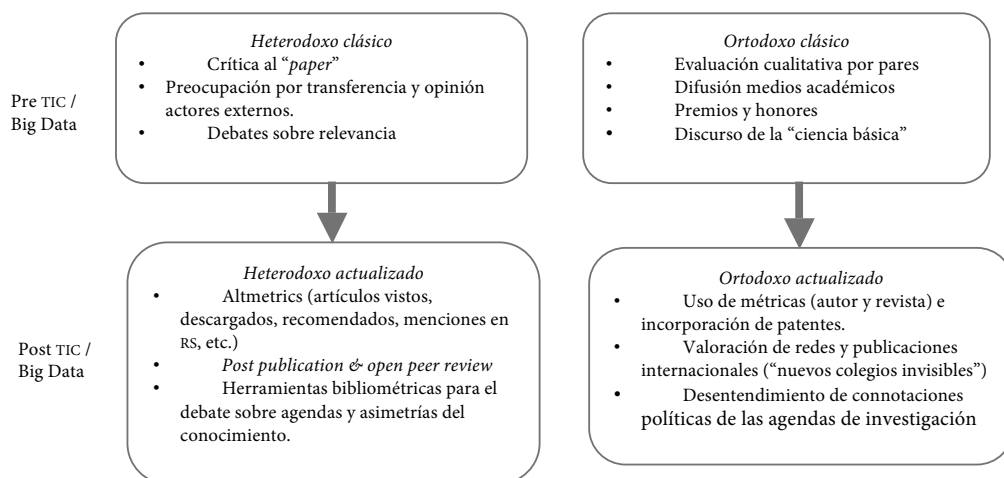 Pre TIC /
Big Data
Heterodoxo clásico
• Crítica al “paper”
• Preocupación por transferencia y opinión
actores externos.
• Debates sobre relevancia
Ortodoxo clásico
• Evaluación cualitativa por pares
• Difusión medios académicos
• Premios y honores
• Discurso de la “ciencia básica”
Post TIC /
Big Data
Heterodoxo actualizado
• Altmetrics (artículos vistos,
descargados, recomendados, menciones en
RS, etc.)
• Post publication & open peer review
• Herramientas bibliométricas para el
debate sobre agendas y asimetrías del
conocimiento.
Ortodoxo actualizado
• Uso de métricas (autor y revista) e
incorporación de patentes.
• Valoración de redes y publicaciones
internacionales (“nuevos colegios invisibles”)
• Desentendimiento de connotaciones
políticas de las agendas de investigación